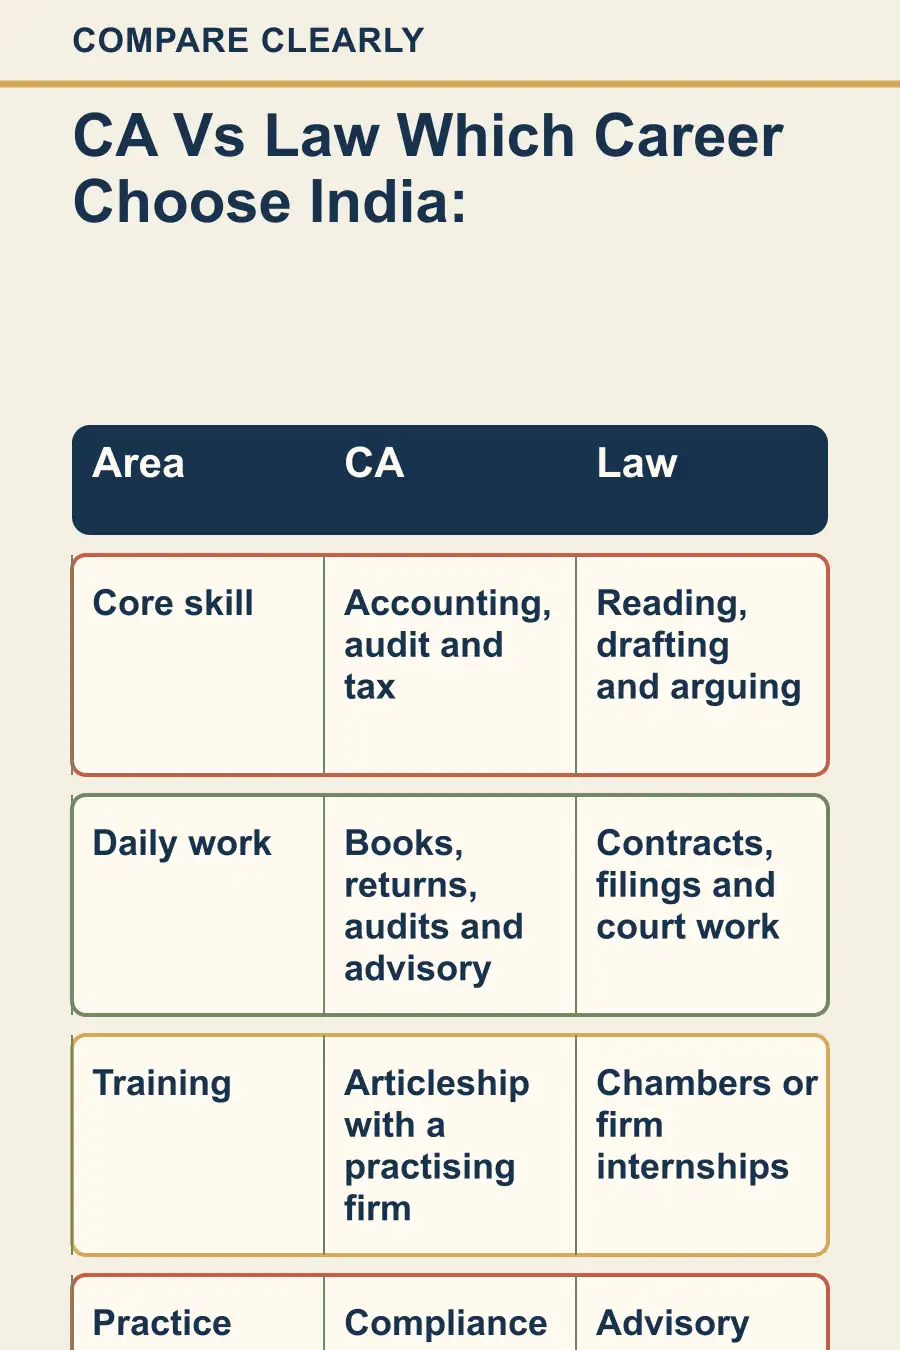 COMPARE CLEARLY
CA Vs Law Which Career
Choose India:
Area CA Law
Core skill
Accounting,
audit and
tax
Reading,
drafting
and arguing
Daily work
Books,
returns,
audits and
advisory
Contracts,
filings and
court work
Training
Articleship
with a
practising
firm
Chambers or
firm
internships
Practice
Compliance
Advisory